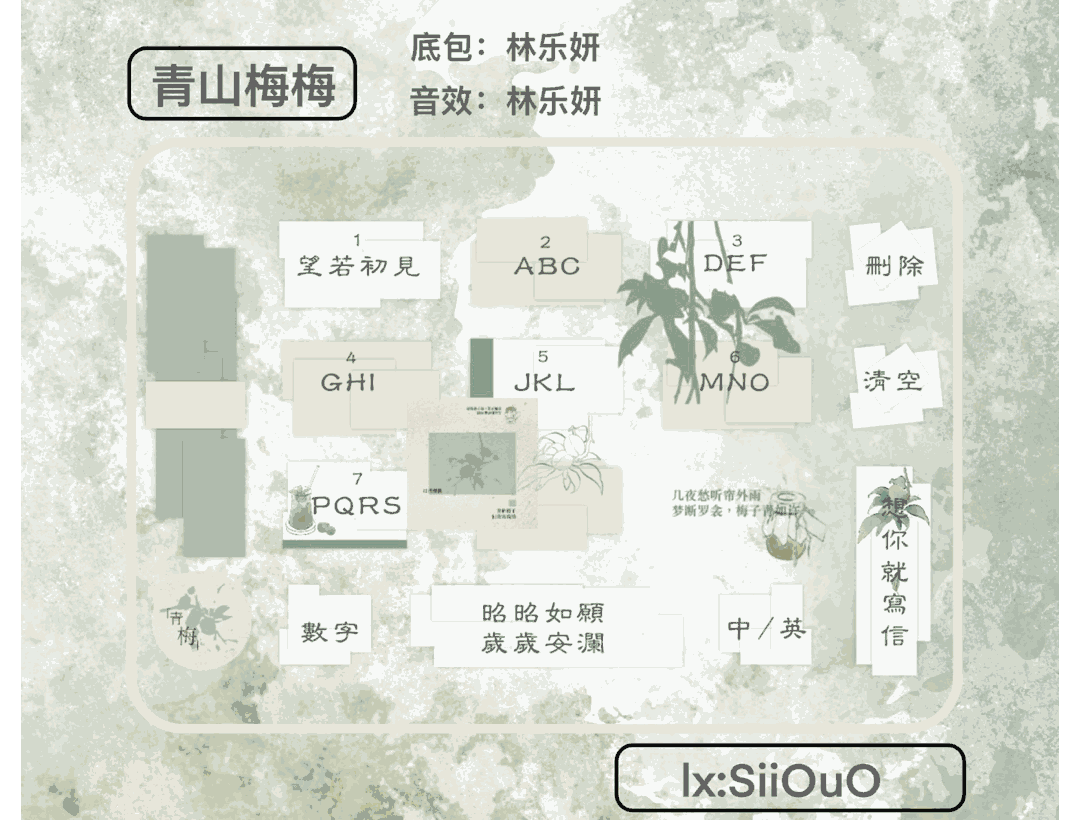 青山梅梅
底包：林乐妍
音效：林乐妍
1
望若初見
2
ABC
3
DEF
刪除
4
GHI
5
JKL
6
MNO
清空
7
PQRS
几夜愁听帘外雨
梦断罗衾，梅子青如许
想你就寫信
「青梅」
數字
昭昭如願
歲歲安瀾
中/英
lx:SiiOuO